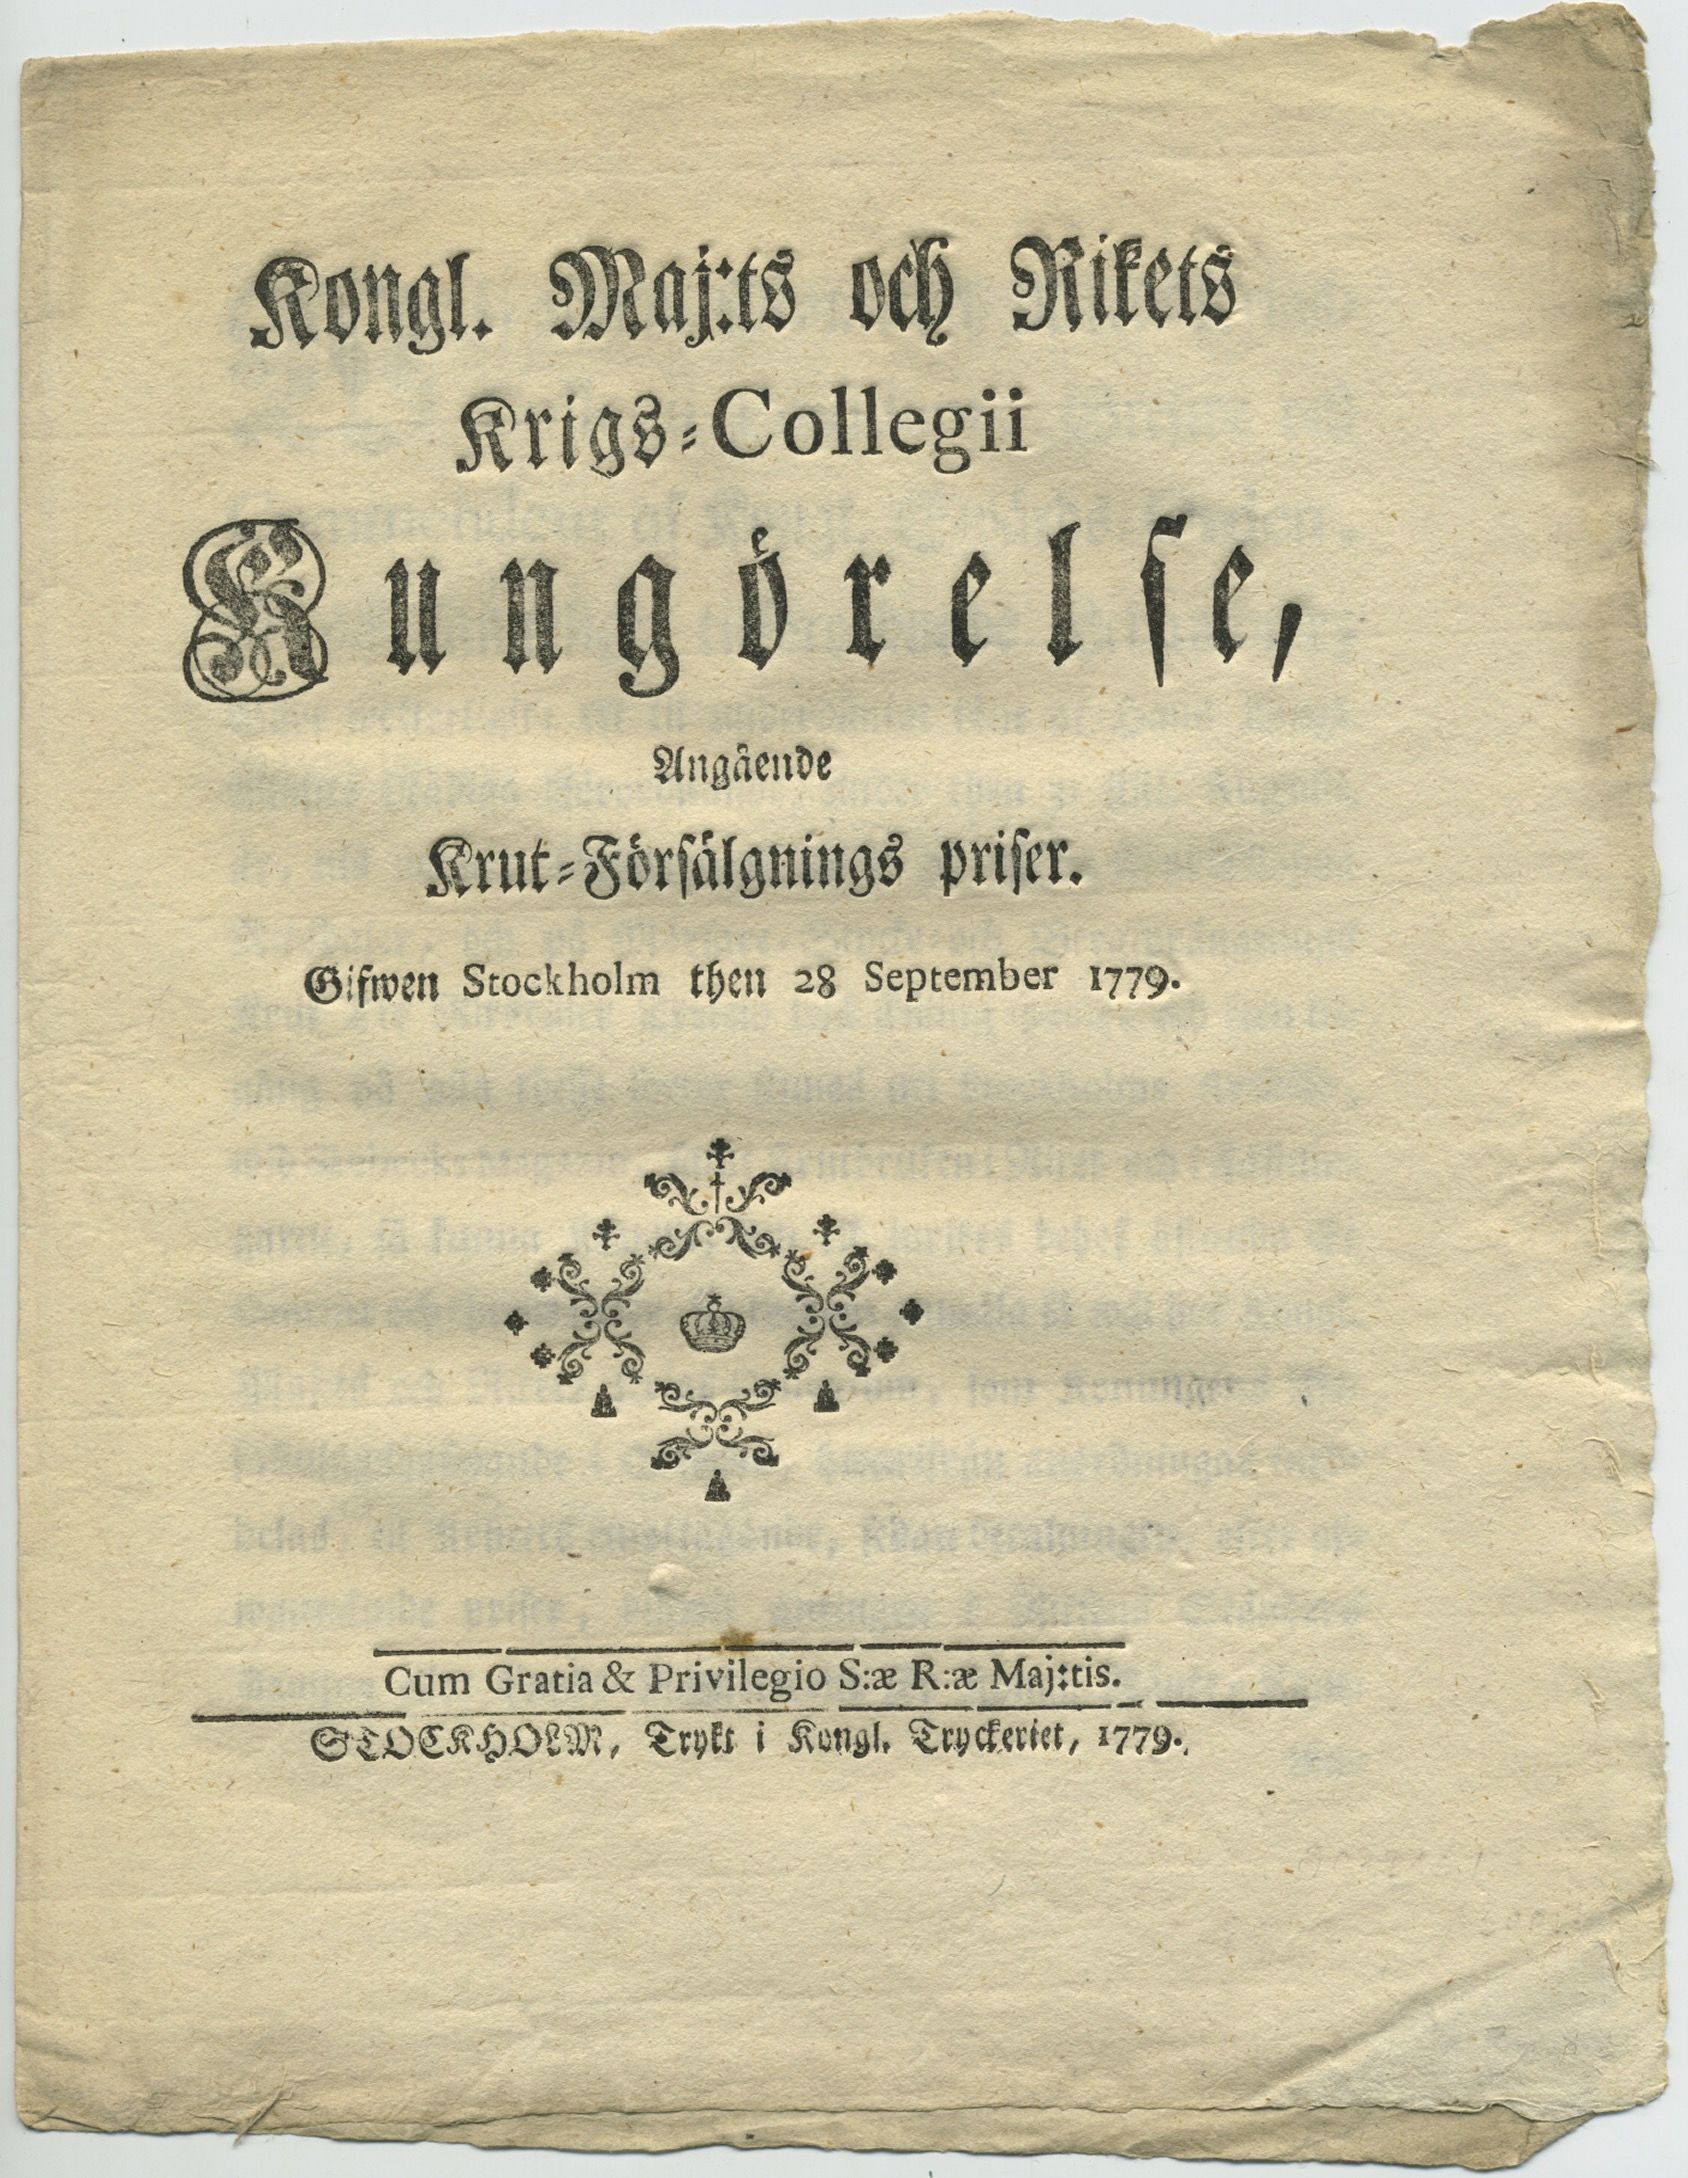 Kongl. Maj:ts och Rikets
Krigs-Collegii
Kungörelse,
Angående
Krut-Försälgnings priser.
Gifwen Stockholm then 28 September 1779.
Cum Gratia & Privilegio S:æ R:æ Maj:tis.
STOCKHOLM, Tryckt i Kongl. Tryckeriet, 1779.